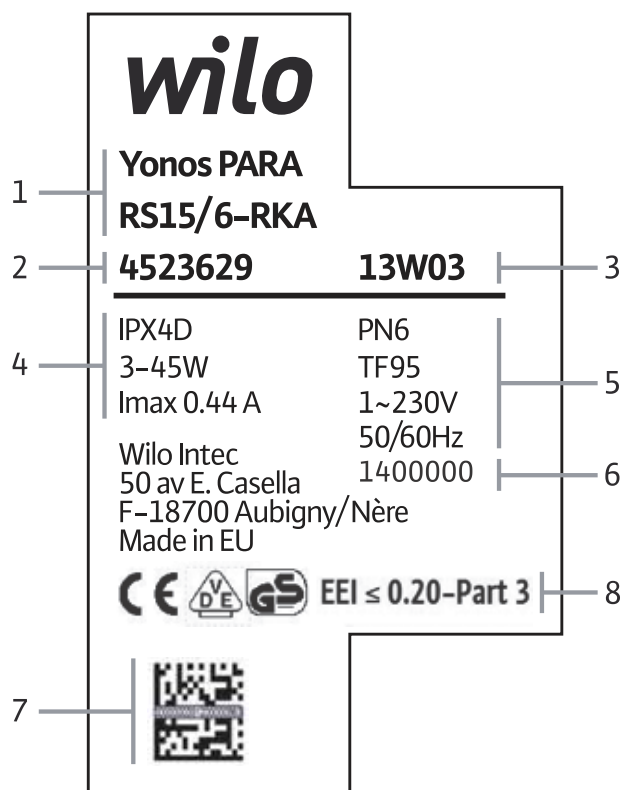 wilo
Yonos PARA
1
RS15/6-RKA
2 4523629 13W03 3
IPX4D PN6
4 3-45W TF95 5
Imax 0.44 A 1~230V
50/60Hz
Wilo Intec 1400000 6
50 av E. Casella
F-18700 Aubigny/Nère
Made in EU
CE VDE GS EEI ≤ 0.20-Part 3 8
7